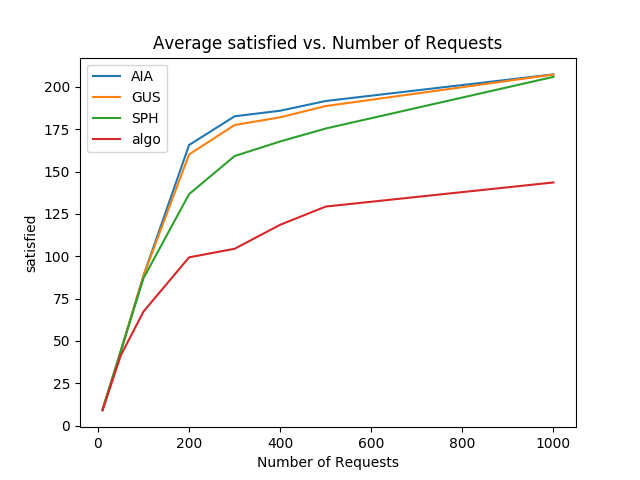 Average satisfied vs. Number of Requests
AIA
GUS
SPH
algo
satisfied
200
175
150
125
100
75
50
25
0
0 200 400 600 800 1000
Number of Requests